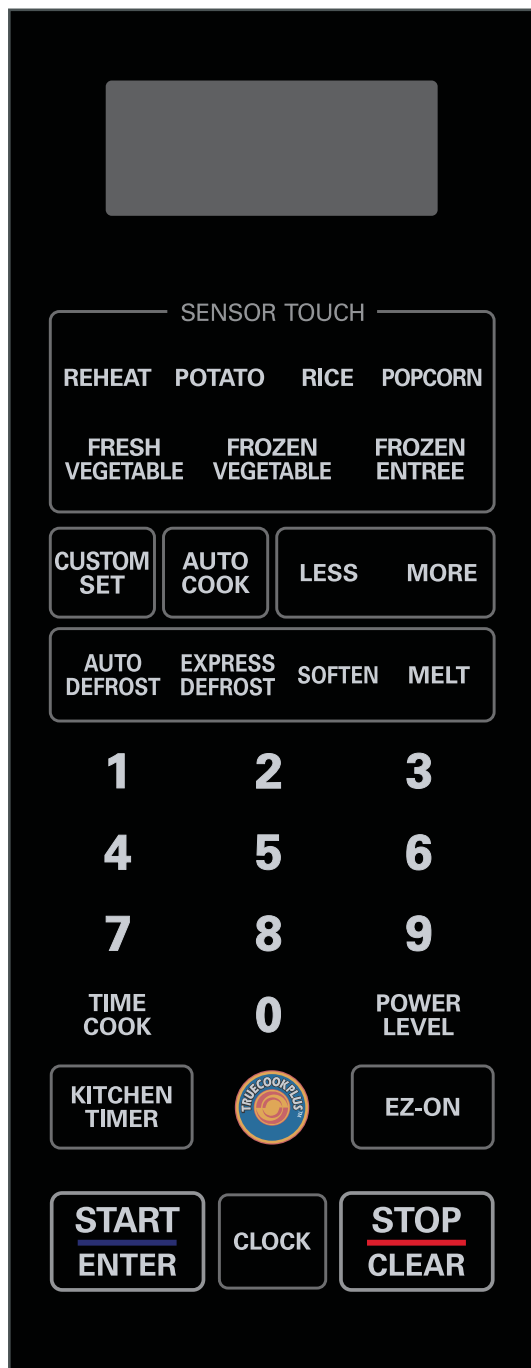 SENSOR TOUCH
REHEAT POTATO RICE POPCORN
FRESH VEGETABLE
FROZEN VEGETABLE
FROZEN ENTREE
CUSTOM SET
AUTO COOK
LESS MORE
AUTO DEFROST
EXPRESS DEFROST
SOFTEN MELT
1 2 3
4 5 6
7 8 9
TIME COOK
0
POWER LEVEL
KITCHEN TIMER
TRUECOOKPLUS™
EZ-ON
START
ENTER
CLOCK
STOP
CLEAR